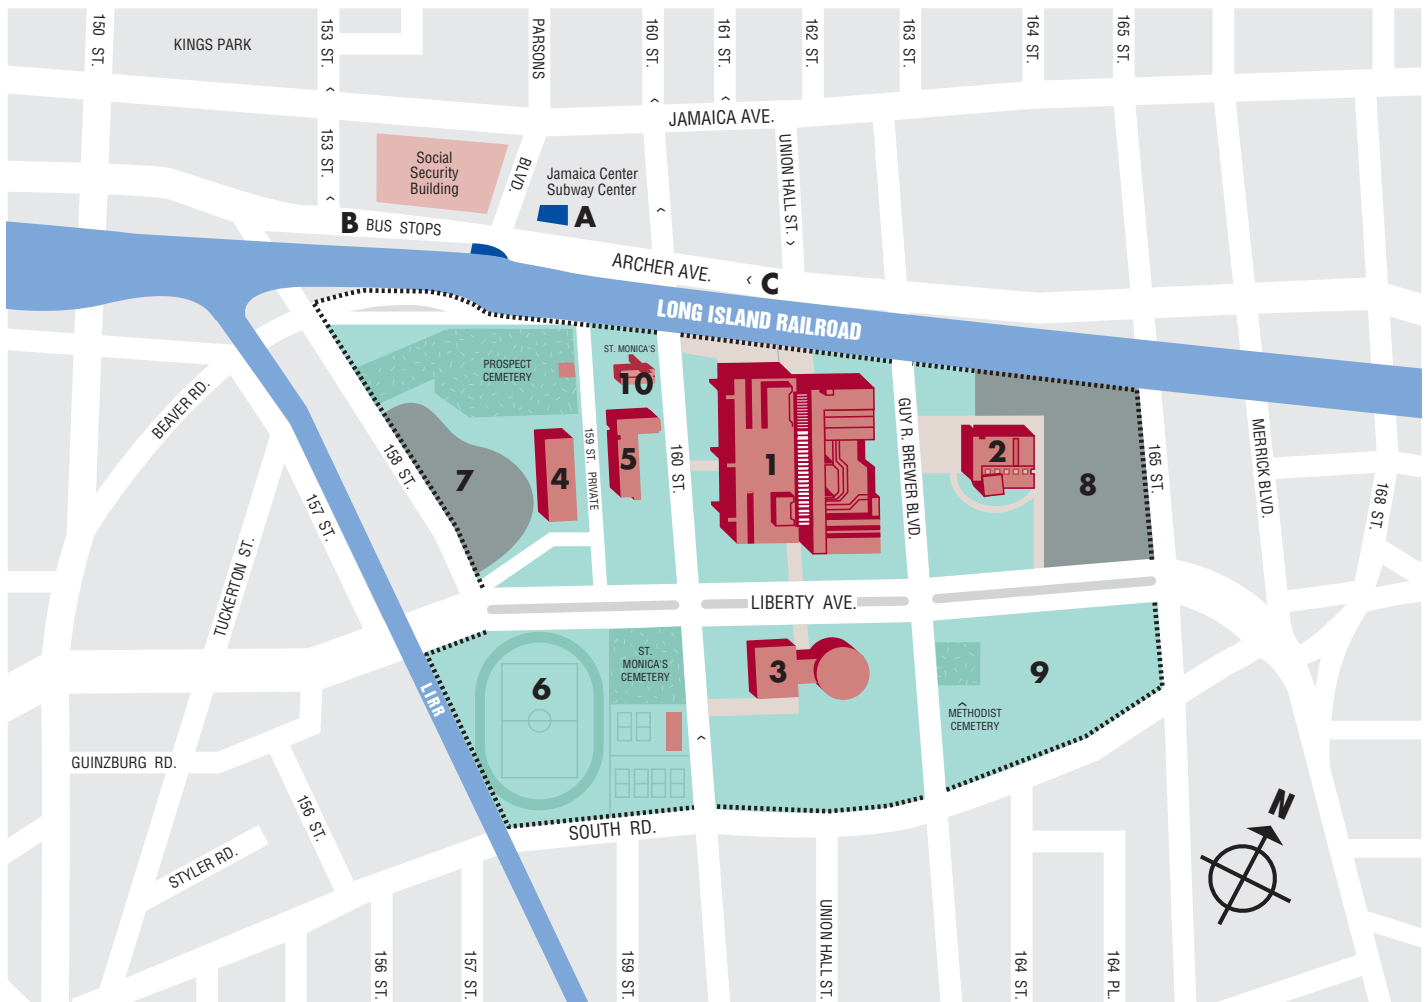 150 ST.
KINGS PARK
153 ST.
PARSONS
160 ST.
161 ST.
162 ST.
163 ST.
164 ST.
165 ST.
JAMAICA AVE.
153 ST.
Social
Security
Building
BLVD.
Jamaica Center
Subway Center
A
UNION HALL ST.
B BUS STOPS
ARCHER AVE.
C
LONG ISLAND RAILROAD
PROSPECT
CEMETERY
ST. MONICA'S
10
BEAVER RD.
158 ST.
7
4
159 ST. PRIVATE
5
160 ST.
1
GUY R. BREWER BLVD.
2
8
165 ST.
MERRICK BLVD.
168 ST.
157 ST.
TUCKERTON ST.
LIBERTY AVE.
6
ST.
MONICA'S
CEMETERY
3
9
METHODIST
CEMETERY
LIRR
GUINZBURG RD.
156 ST.
STYLER RD.
SOUTH RD.
N
156 ST.
157 ST.
159 ST.
UNION HALL ST.
164 ST.
164 PL.